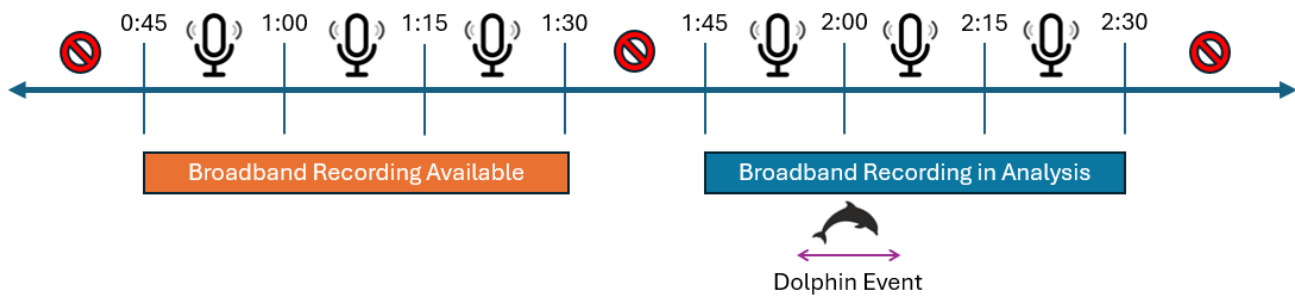 0:45 1:00 1:15 1:30 1:45 2:00 2:15 2:30
Broadband Recording Available
Broadband Recording in Analysis
Dolphin Event